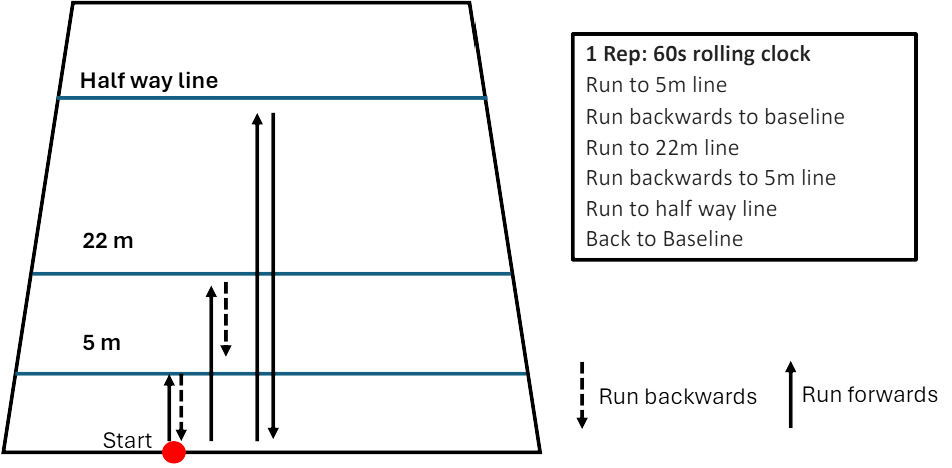 Half way line
22 m
5 m
Start
1 Rep: 60s rolling clock
Run to 5m line
Run backwards to baseline
Run to 22m line
Run backwards to 5m line
Run to half way line
Back to Baseline
Run backwards
Run forwards